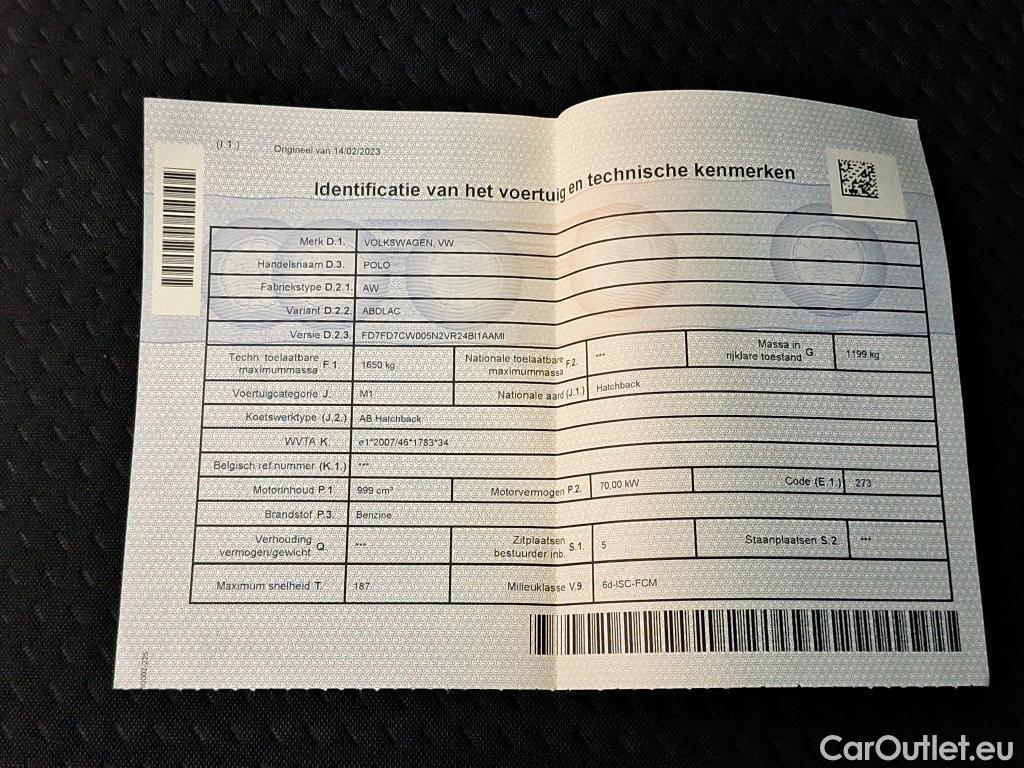 (I.1.) Origineel van 14/02/2023
Identificatie van het voertuig en technische kenmerken
Merk D.1. VOLKSWAGEN, VW
Handelsnaam D.3. POLO
Fabriekstype D.2.1. AW
Variant D.2.2. ABDLAC
Versie D.2.3. FD7FD7CW005N2VR24BI1AAMI
Techn. toelaatbare maximummassa F.1. 1650 kg Nationale toelaatbare maximummassa F.2. *** Massa in rijklare toestand G. 1199 kg
Voertuigcategorie J. M1 Nationale aard (J.1.) Hatchback
Koetswerktype (J.2.) AB Hatchback
WVTA K. e1*2007/46*1783*34
Belgisch ref.nummer (K.1.) ***
Motorinhoud P.1. 999 cm³ Motorvermogen P.2. 70,00 kW Code (E.1.) 273
Brandstof P.3. Benzine
Verhouding vermogen/gewicht Q. *** Zitplaatsen bestuurder inb. S.1. 5 Staanplaatsen S.2. ***
Maximum snelheid T. 187 Milieuklasse V.9. 6d-ISC-FCM
CarOutlet.eu